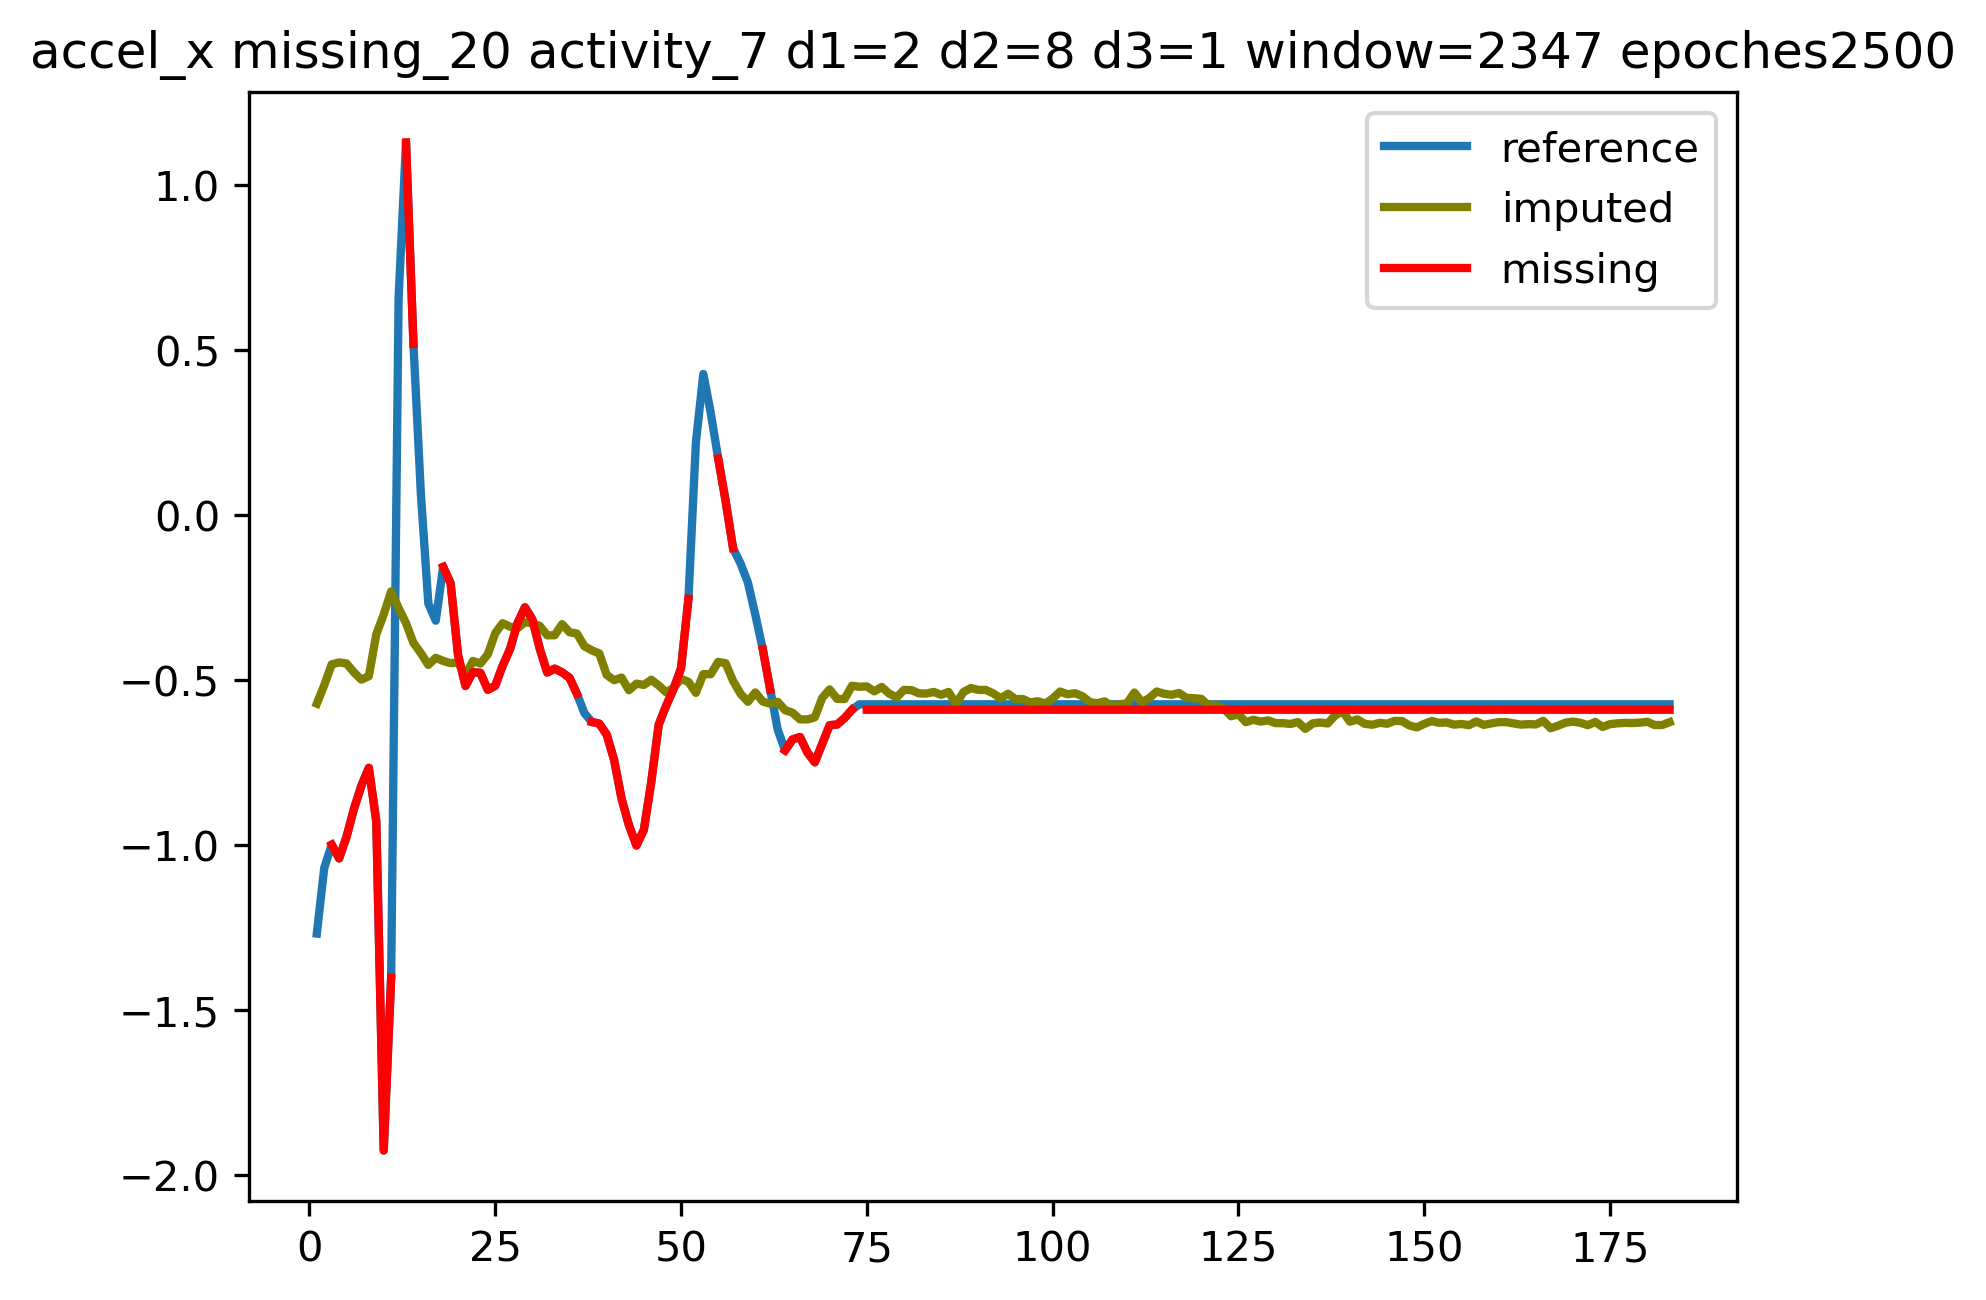 accel_x missing_20 activity_7 d1=2 d2=8 d3=1 window=2347 epoches2500
reference
imputed
missing
1.0
0.5
0.0
−0.5
−1.0
−1.5
−2.0
0 25 50 75 100 125 150 175